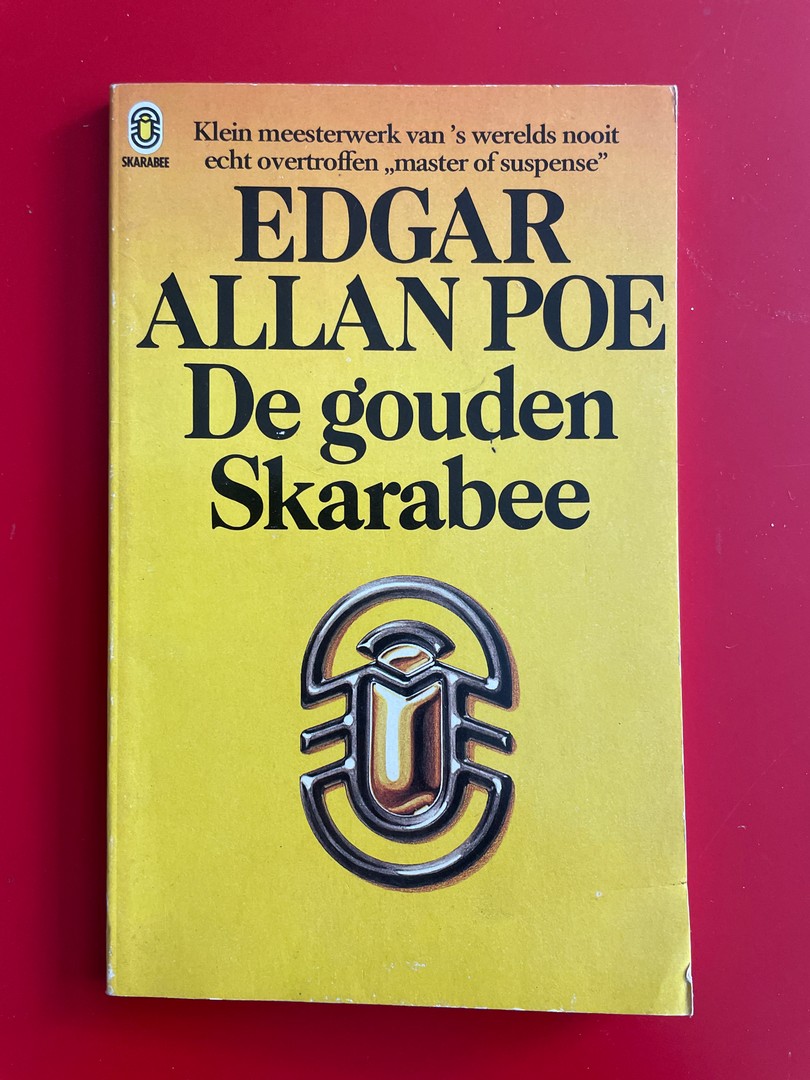 SKARABEE
Klein meesterwerk van ’s werelds nooit
echt overtroffen „master of suspense”
EDGAR
ALLAN POE
De gouden
Skarabee